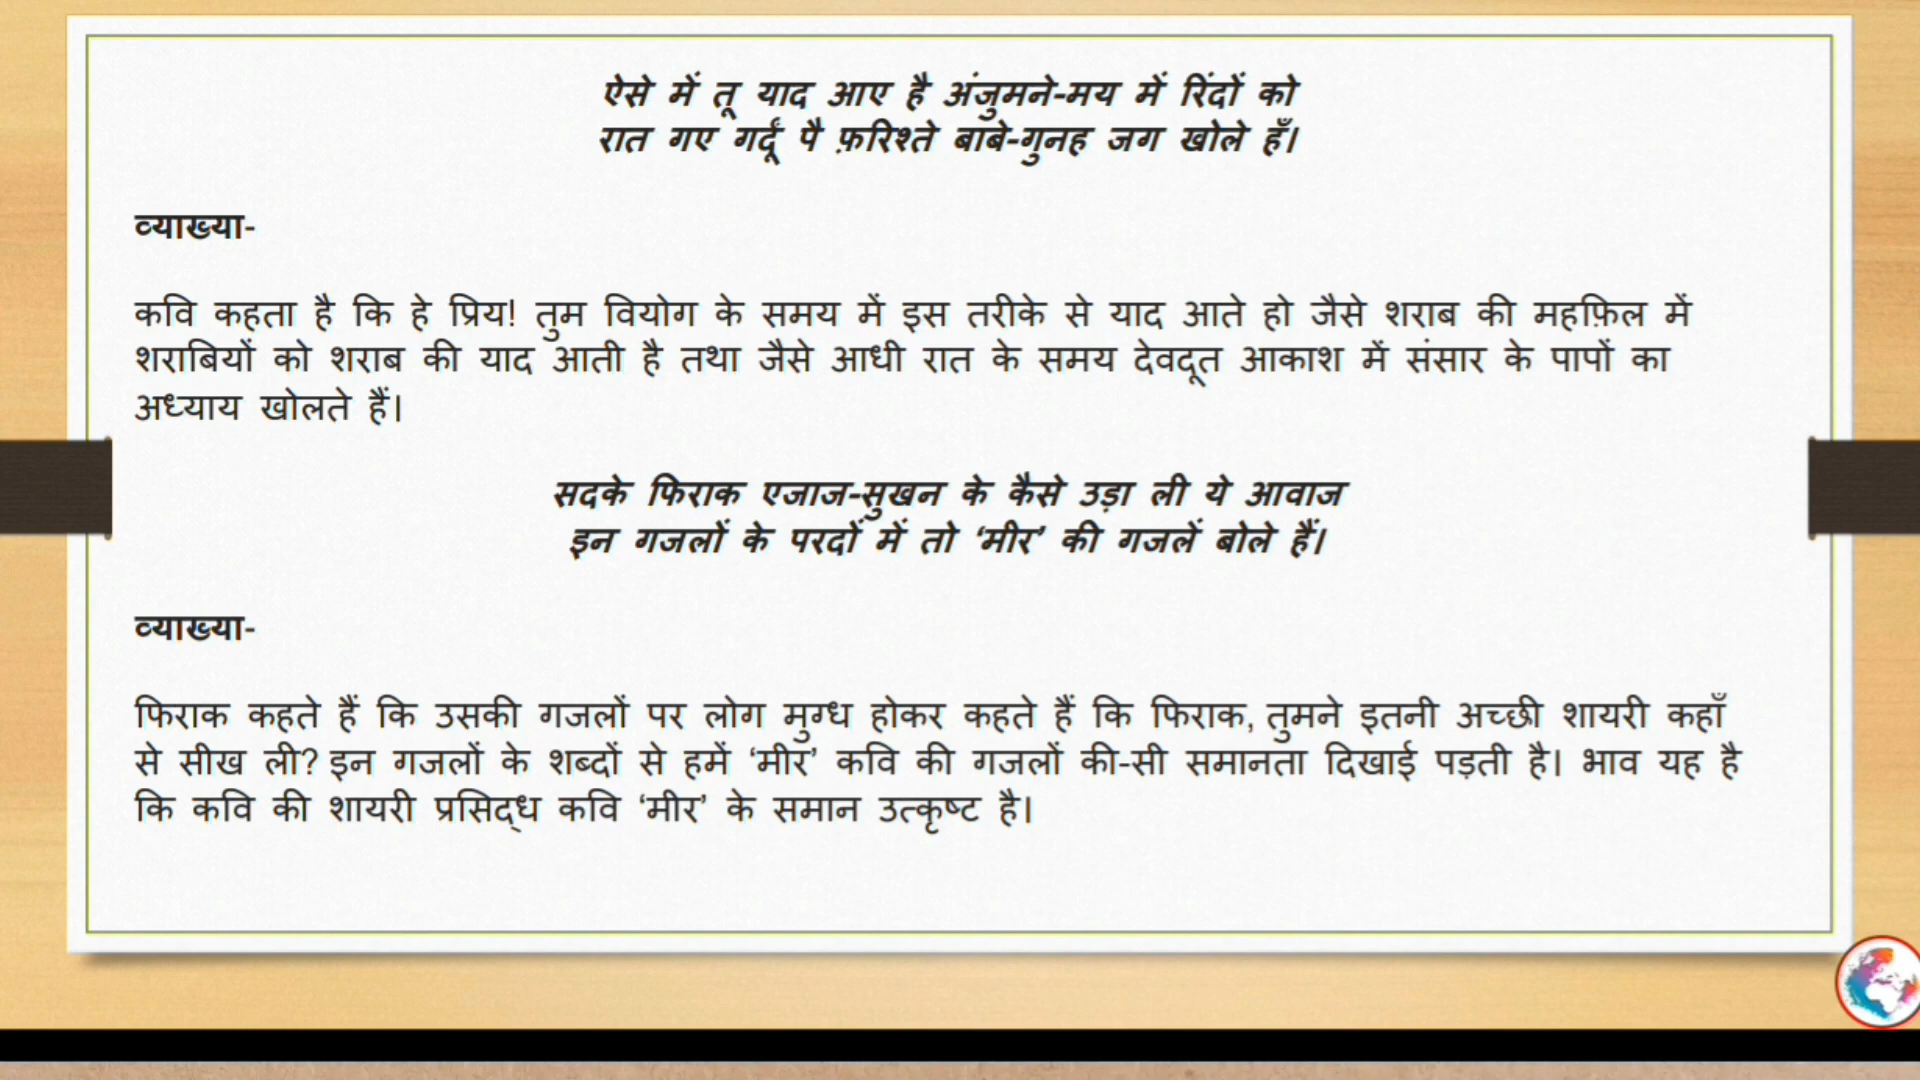 ऐसे में तू याद आए है अंजुमने-मय में रिंदों को
रात गए गर्दूं पै फ़रिश्ते बाबे-गुनह जग खोले हँ।
व्याख्या-
कवि कहता है कि हे प्रिय! तुम वियोग के समय में इस तरीके से याद आते हो जैसे शराब की महफ़िल में
शराबियों को शराब की याद आती है तथा जैसे आधी रात के समय देवदूत आकाश में संसार के पापों का
अध्याय खोलते हैं।
सदके फिराक एजाज-सुखन के कैसे उड़ा ली ये आवाज
इन गजलों के परदों में तो ‘मीर’ की गजलें बोले हैं।
व्याख्या-
फिराक कहते हैं कि उसकी गजलों पर लोग मुग्ध होकर कहते हैं कि फिराक, तुमने इतनी अच्छी शायरी कहाँ
से सीख ली? इन गजलों के शब्दों से हमें ‘मीर’ कवि की गजलों की-सी समानता दिखाई पड़ती है। भाव यह है
कि कवि की शायरी प्रसिद्ध कवि ‘मीर’ के समान उत्कृष्ट है।